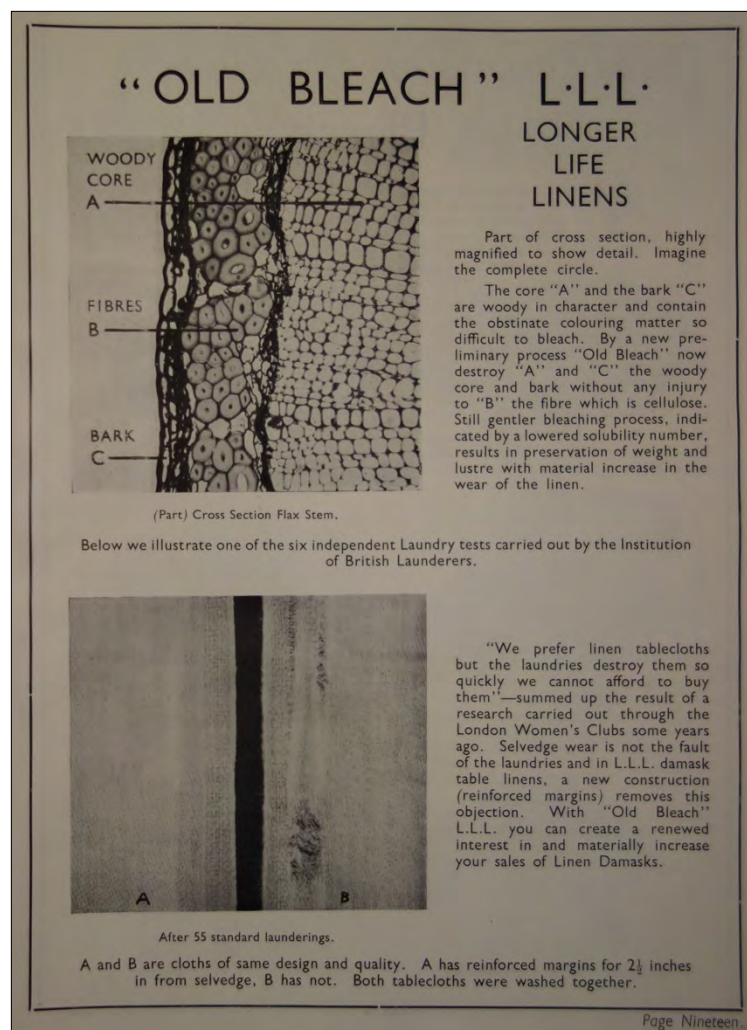 “OLD BLEACH” L·L·L·
LONGER
LIFE
LINENS
WOODY
CORE
A
FIBRES
B
BARK
C
(Part) Cross Section Flax Stem.
Part of cross section, highly
magnified to show detail. Imagine
the complete circle.
The core “A” and the bark “C”
are woody in character and contain
the obstinate colouring matter so
difficult to bleach. By a new pre-
liminary process “Old Bleach” now
destroy “A” and “C” the woody
core and bark without any injury
to “B” the fibre which is cellulose.
Still gentler bleaching process, indi-
cated by a lowered solubility number,
results in preservation of weight and
lustre with material increase in the
wear of the linen.
Below we illustrate one of the six independent Laundry tests carried out by the Institution
of British Launderers.
A
B
After 55 standard launderings.
“We prefer linen tablecloths
but the laundries destroy them so
quickly we cannot afford to buy
them”—summed up the result of a
research carried out through the
London Women's Clubs some years
ago. Selvedge wear is not the fault
of the laundries and in L.L.L. damask
table linens, a new construction
(reinforced margins) removes this
objection. With “Old Bleach”
L.L.L. you can create a renewed
interest in and materially increase
your sales of Linen Damasks.
A and B are cloths of same design and quality. A has reinforced margins for 2½ inches
in from selvedge, B has not. Both tablecloths were washed together.
Page Nineteen